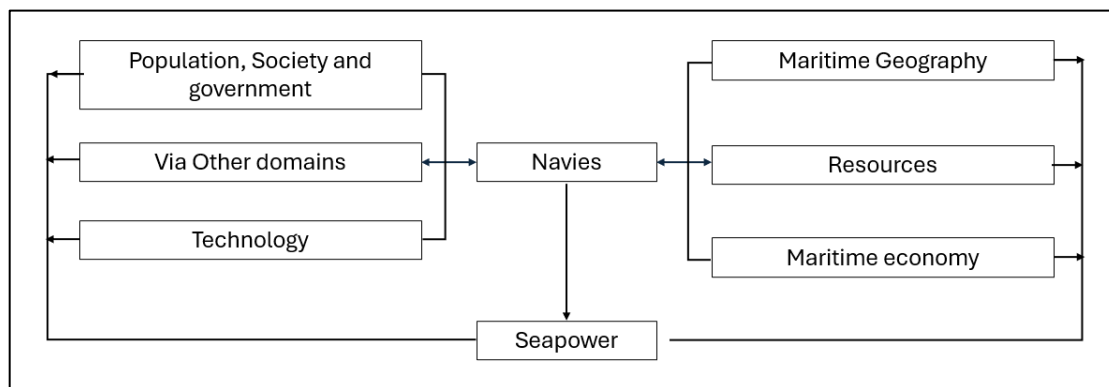 Population, Society and
government
Maritime Geography
Via Other domains
Navies
Resources
Technology
Maritime economy
Seapower